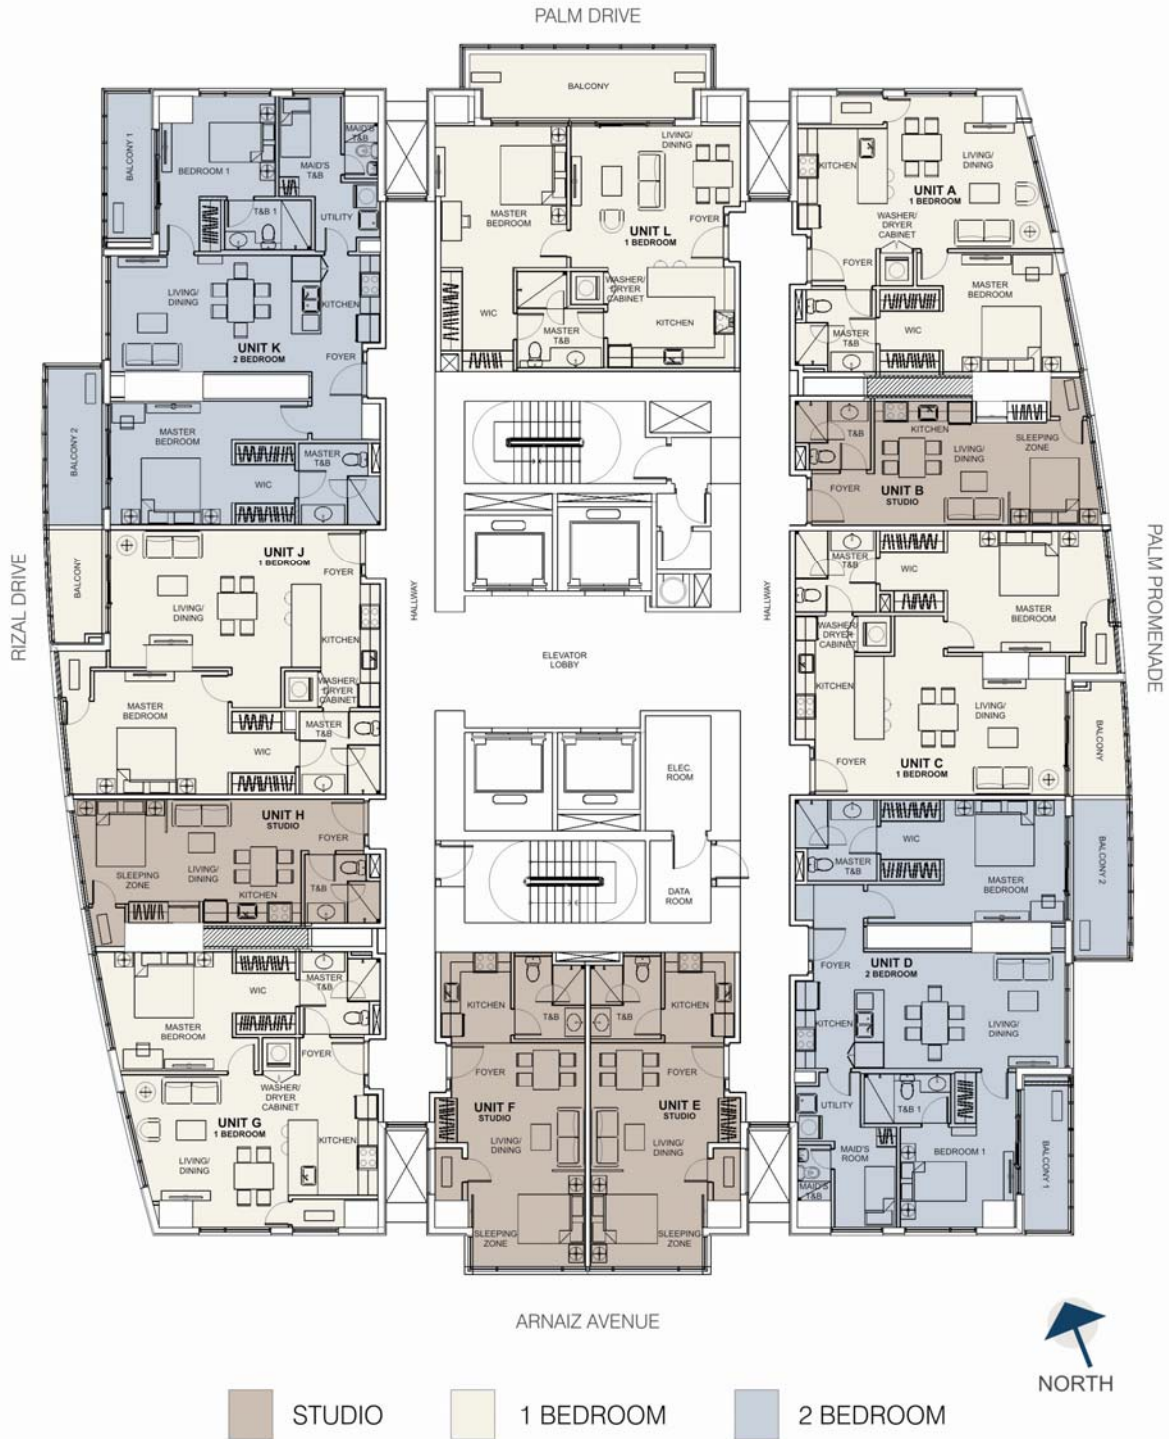 PALM DRIVE
BALCONY
BALCONY 1
BEDROOM 1
MAID'S
T&B
MAID'S
T&B
T&B 1
UTILITY
LIVING/
DINING
KITCHEN
UNIT K
2 BEDROOM
FOYER
BALCONY 2
MASTER
BEDROOM
MASTER
T&B
WIC
MASTER
BEDROOM
LIVING/
DINING
UNIT L
1 BEDROOM
FOYER
WASHER/
DRYER
CABINET
WIC
MASTER
T&B
KITCHEN
KITCHEN
LIVING/
DINING
UNIT A
1 BEDROOM
WASHER/
DRYER
CABINET
FOYER
MASTER
BEDROOM
WIC
MASTER
T&B
T&B
KITCHEN
LIVING/
DINING
SLEEPING
ZONE
FOYER
UNIT B
STUDIO
RIZAL DRIVE
BALCONY
UNIT J
1 BEDROOM
FOYER
LIVING/
DINING
KITCHEN
WASHER/
DRYER
CABINET
MASTER
BEDROOM
MASTER
T&B
WIC
HALLWAY
ELEVATOR
LOBBY
HALLWAY
MASTER
T&B
WIC
MASTER
BEDROOM
WASHER/
DRYER
CABINET
KITCHEN
LIVING/
DINING
FOYER
UNIT C
1 BEDROOM
BALCONY
PALM PROMENADE
UNIT H
STUDIO
FOYER
SLEEPING
ZONE
LIVING/
DINING
KITCHEN
T&B
ELEC.
ROOM
DATA
ROOM
WIC
MASTER
T&B
MASTER
BEDROOM
BALCONY 2
FOYER
UNIT D
2 BEDROOM
KITCHEN
LIVING/
DINING
UTILITY
T&B 1
MAID'S
ROOM
BEDROOM 1
MAID'S
T&B
BALCONY 1
WIC
MASTER
T&B
MASTER
BEDROOM
FOYER
WASHER/
DRYER
CABINET
UNIT G
1 BEDROOM
KITCHEN
LIVING/
DINING
KITCHEN
T&B
FOYER
UNIT F
STUDIO
LIVING/
DINING
SLEEPING
ZONE
T&B
KITCHEN
FOYER
UNIT E
STUDIO
LIVING/
DINING
SLEEPING
ZONE
ARNAIZ AVENUE
NORTH
STUDIO
1 BEDROOM
2 BEDROOM